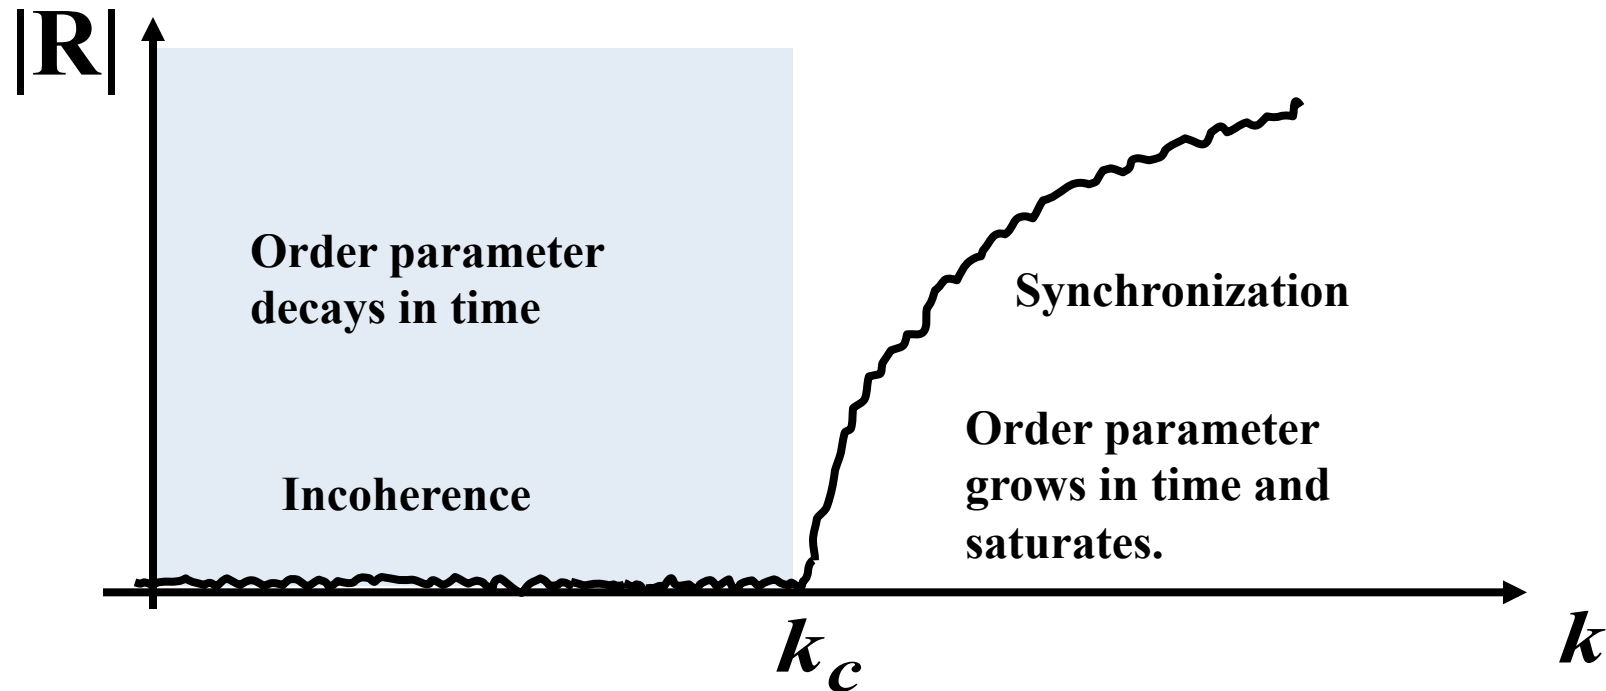 |R|
Order parameter
decays in time
Synchronization
Order parameter
grows in time and
saturates.
Incoherence
k_c
k